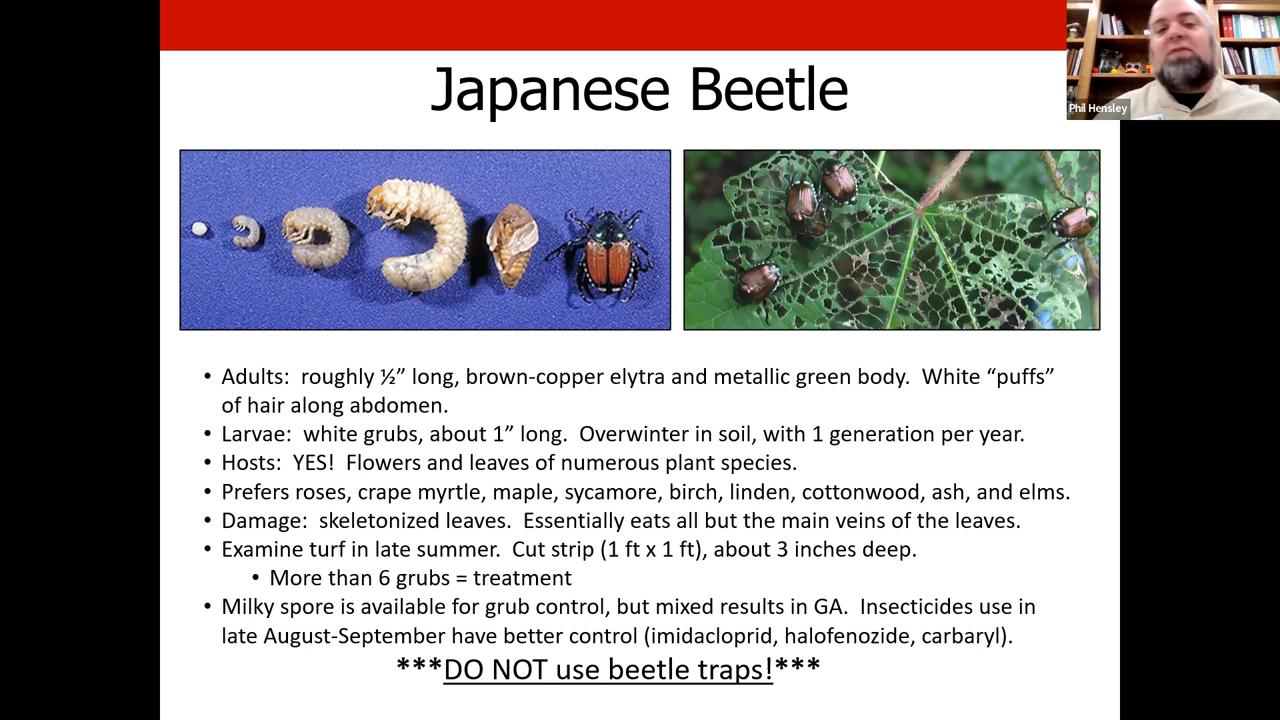 Japanese Beetle
Phil Hensley
• Adults:  roughly ½” long, brown-copper elytra and metallic green body.  White “puffs”
of hair along abdomen.
• Larvae:  white grubs, about 1” long.  Overwinter in soil, with 1 generation per year.
• Hosts:  YES!  Flowers and leaves of numerous plant species.
• Prefers roses, crape myrtle, maple, sycamore, birch, linden, cottonwood, ash, and elms.
• Damage:  skeletonized leaves.  Essentially eats all but the main veins of the leaves.
• Examine turf in late summer.  Cut strip (1 ft x 1 ft), about 3 inches deep.
• More than 6 grubs = treatment
• Milky spore is available for grub control, but mixed results in GA.  Insecticides use in
late August-September have better control (imidacloprid, halofenozide, carbaryl).
***DO NOT use beetle traps!***